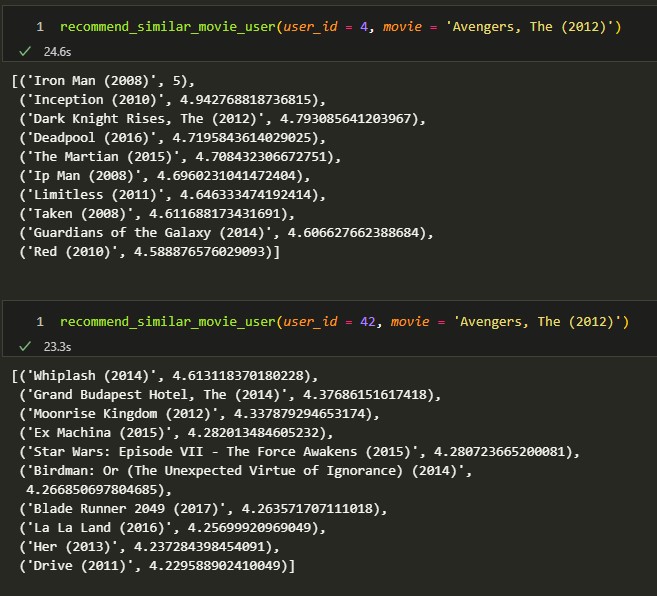 1 recommend_similar_movie_user(user_id = 4, movie = 'Avengers, The (2012)')
✓ 24.6s
[('Iron Man (2008)', 5),
('Inception (2010)', 4.942768818736815),
('Dark Knight Rises, The (2012)', 4.793085641203967),
('Deadpool (2016)', 4.7195843614029025),
('The Martian (2015)', 4.708432306672751),
('Ip Man (2008)', 4.6960231041472404),
('Limitless (2011)', 4.646333474192414),
('Taken (2008)', 4.611688173431691),
('Guardians of the Galaxy (2014)', 4.606627662388684),
('Red (2010)', 4.588876576029093)]
1 recommend_similar_movie_user(user_id = 42, movie = 'Avengers, The (2012)')
✓ 23.3s
[('Whiplash (2014)', 4.613118370180228),
('Grand Budapest Hotel, The (2014)', 4.37686151617418),
('Moonrise Kingdom (2012)', 4.337879294653174),
('Ex Machina (2015)', 4.282013484605232),
('Star Wars: Episode VII - The Force Awakens (2015)', 4.280723665200081),
('Birdman: Or (The Unexpected Virtue of Ignorance) (2014)',
4.266850697804685),
('Blade Runner 2049 (2017)', 4.263571707111018),
('La La Land (2016)', 4.25699920969049),
('Her (2013)', 4.237284398454091),
('Drive (2011)', 4.229588902410049)]